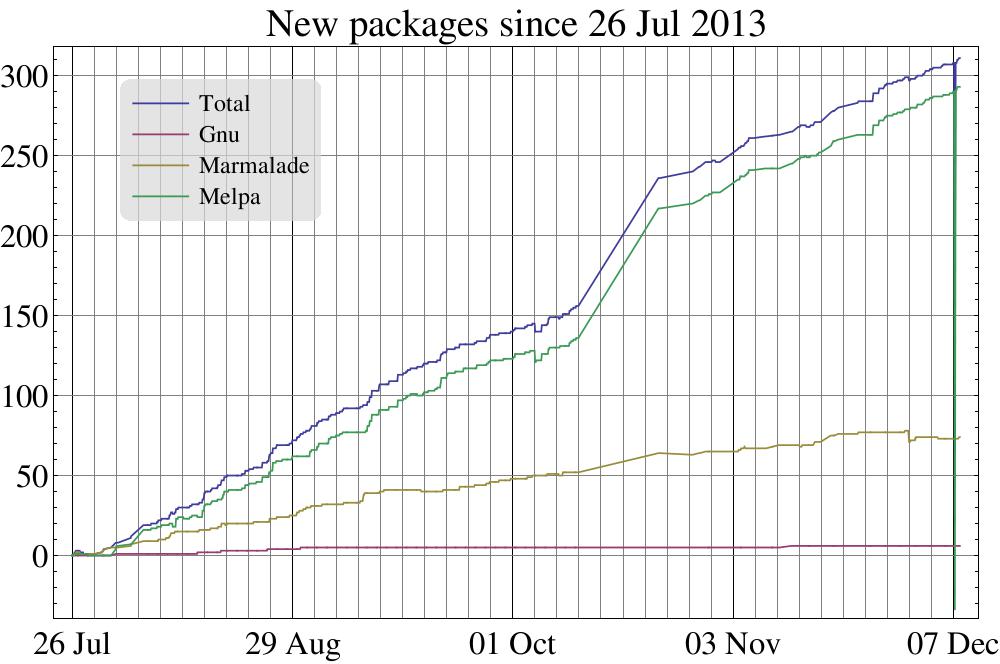 New packages since 26 Jul 2013
Total
Gnu
Marmalade
Melpa
300
250
200
150
100
50
0
26 Jul 29 Aug 01 Oct 03 Nov 07 Dec